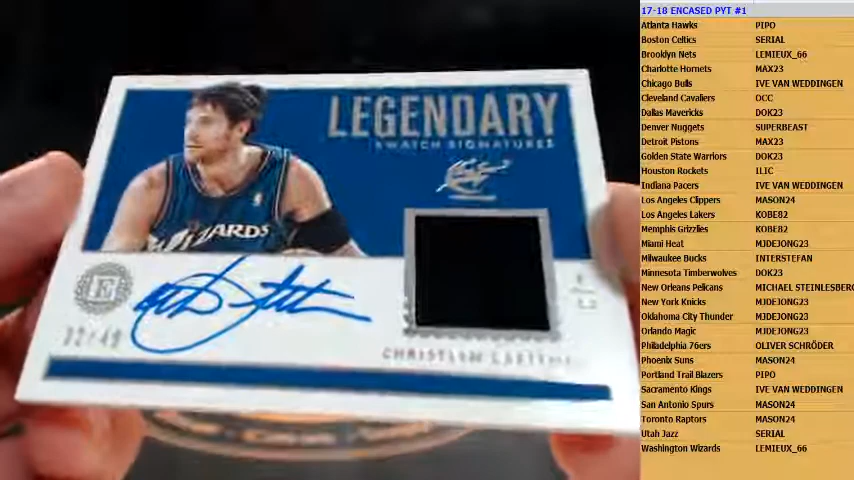 LEGENDARY
SWATCH SIGNATURES
WIZARDS
E
32/49
CHRISTIAN LAETTNER
17-18 ENCASED PYT #1
Atlanta Hawks PIPO
Boston Celtics SERIAL
Brooklyn Nets LEMIEUX_66
Charlotte Hornets MAX23
Chicago Bulls IVE VAN WEDDINGEN
Cleveland Cavaliers OCC
Dallas Mavericks DOK23
Denver Nuggets SUPERBEAST
Detroit Pistons MAX23
Golden State Warriors DOK23
Houston Rockets ILIC
Indiana Pacers IVE VAN WEDDINGEN
Los Angeles Clippers MASON24
Los Angeles Lakers KOBE82
Memphis Grizzlies KOBE82
Miami Heat MJDEJONG23
Milwaukee Bucks INTERSTEFAN
Minnesota Timberwolves DOK23
New Orleans Pelicans MICHAEL STEINLESBERG
New York Knicks MJDEJONG23
Oklahoma City Thunder MJDEJONG23
Orlando Magic MJDEJONG23
Philadelphia 76ers OLIVER SCHRÖDER
Phoenix Suns MASON24
Portland Trail Blazers PIPO
Sacramento Kings IVE VAN WEDDINGEN
San Antonio Spurs MASON24
Toronto Raptors MASON24
Utah Jazz SERIAL
Washington Wizards LEMIEUX_66